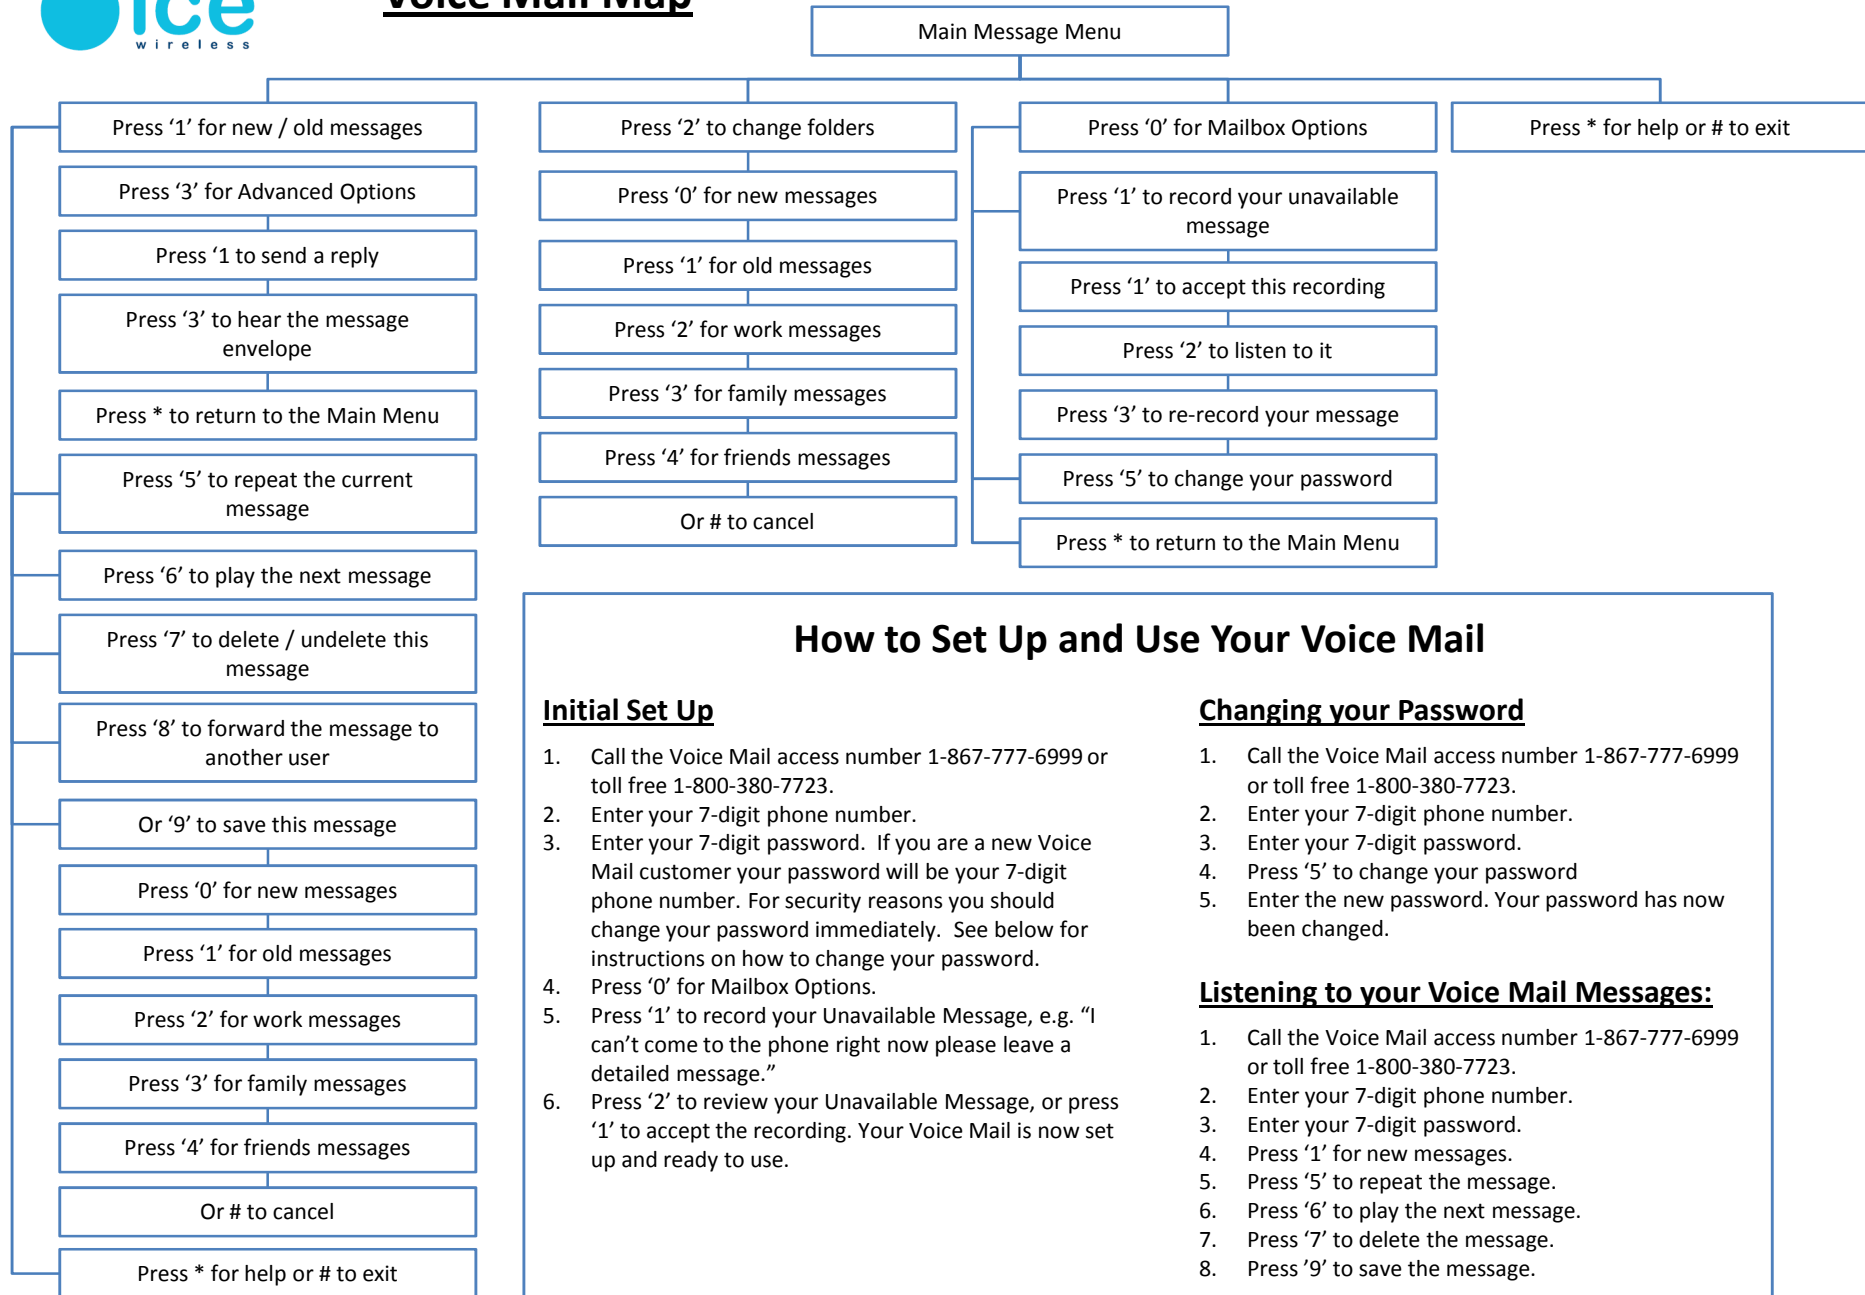 ice
wireless
Voice Mail Map
Main Message Menu
Press ‘1’ for new / old messages
Press ‘3’ for Advanced Options
Press ‘1 to send a reply
Press ‘3’ to hear the message
envelope
Press * to return to the Main Menu
Press ‘5’ to repeat the current
message
Press ‘6’ to play the next message
Press ‘7’ to delete / undelete this
message
Press ‘8’ to forward the message to
another user
Or ‘9’ to save this message
Press ‘0’ for new messages
Press ‘1’ for old messages
Press ‘2’ for work messages
Press ‘3’ for family messages
Press ‘4’ for friends messages
Or # to cancel
Press * for help or # to exit
Press ‘2’ to change folders
Press ‘0’ for new messages
Press ‘1’ for old messages
Press ‘2’ for work messages
Press ‘3’ for family messages
Press ‘4’ for friends messages
Or # to cancel
Press ‘0’ for Mailbox Options
Press ‘1’ to record your unavailable
message
Press ‘1’ to accept this recording
Press ‘2’ to listen to it
Press ‘3’ to re-record your message
Press ‘5’ to change your password
Press * to return to the Main Menu
Press * for help or # to exit
How to Set Up and Use Your Voice Mail
Initial Set Up
1. Call the Voice Mail access number 1-867-777-6999 or
toll free 1-800-380-7723.
2. Enter your 7-digit phone number.
3. Enter your 7-digit password. If you are a new Voice
Mail customer your password will be your 7-digit
phone number. For security reasons you should
change your password immediately. See below for
instructions on how to change your password.
4. Press ‘0’ for Mailbox Options.
5. Press ‘1’ to record your Unavailable Message, e.g. “I
can’t come to the phone right now please leave a
detailed message.”
6. Press ‘2’ to review your Unavailable Message, or press
‘1’ to accept the recording. Your Voice Mail is now set
up and ready to use.
Changing your Password
1. Call the Voice Mail access number 1-867-777-6999
or toll free 1-800-380-7723.
2. Enter your 7-digit phone number.
3. Enter your 7-digit password.
4. Press ‘5’ to change your password
5. Enter the new password. Your password has now
been changed.
Listening to your Voice Mail Messages:
1. Call the Voice Mail access number 1-867-777-6999
or toll free 1-800-380-7723.
2. Enter your 7-digit phone number.
3. Enter your 7-digit password.
4. Press ‘1’ for new messages.
5. Press ‘5’ to repeat the message.
6. Press ‘6’ to play the next message.
7. Press ‘7’ to delete the message.
8. Press ’9’ to save the message.